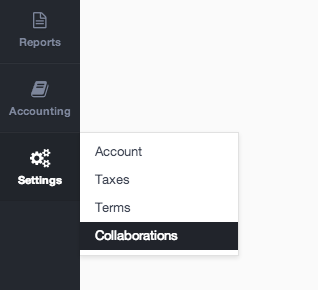 Reports
Accounting
Settings
Account
Taxes
Terms
Collaborations